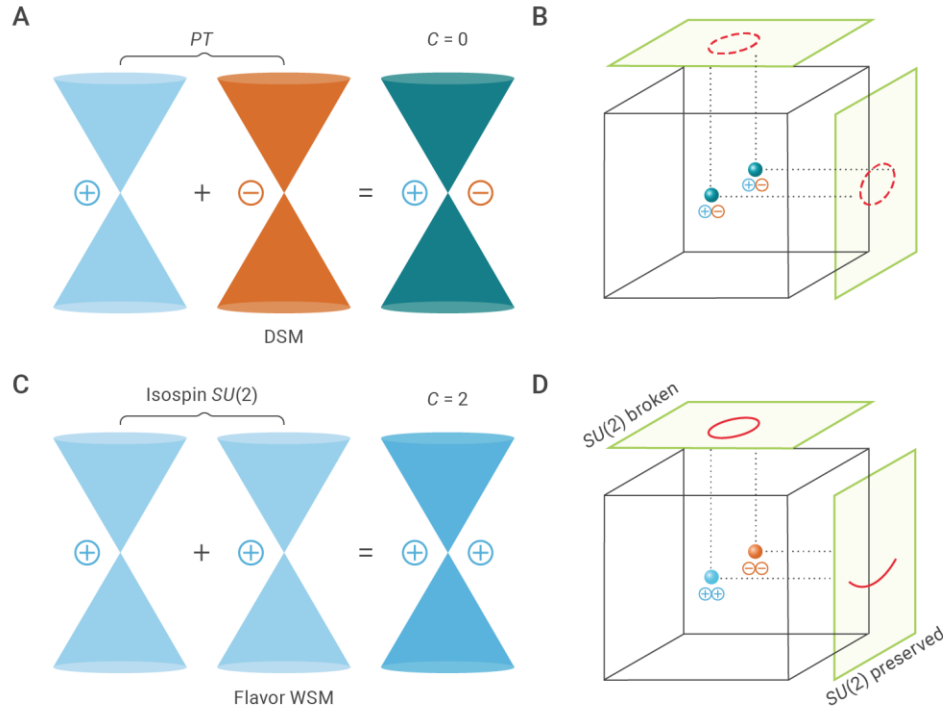 A
PT
C = 0
+
+
−
=
+
−
DSM
B
+ −
+ −
C
Isospin SU(2)
C = 2
+
+
+
=
+
+
Flavor WSM
D
SU(2) broken
− −
+ +
SU(2) preserved